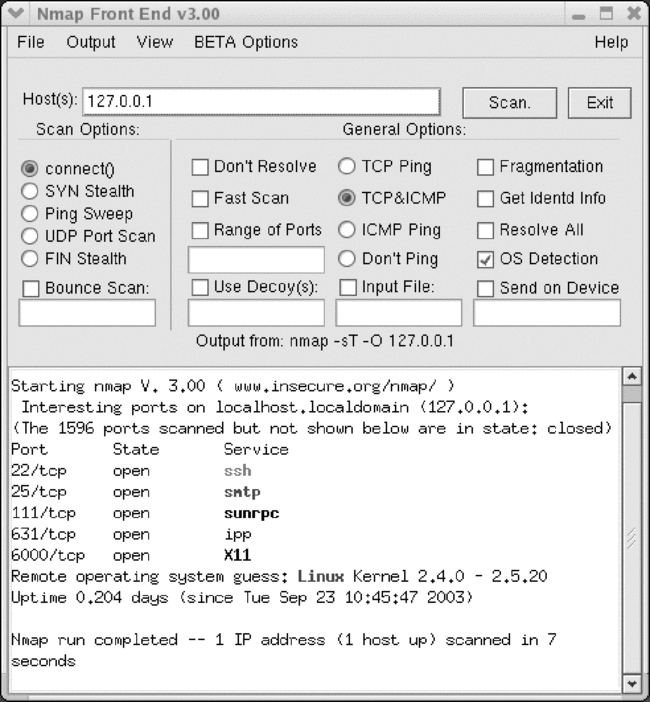 Nmap Front End v3.00
File Output View BETA Options Help
Host(s): 127.0.0.1 Scan. Exit
Scan Options: General Options:
connect() Don't Resolve TCP Ping Fragmentation
SYN Stealth Fast Scan TCP&ICMP Get Identd Info
Ping Sweep Range of Ports ICMP Ping Resolve All
UDP Port Scan Don't Ping OS Detection
FIN Stealth
Bounce Scan: Use Decoy(s): Input File: Send on Device
Output from: nmap -sT -O 127.0.0.1
Starting nmap V. 3.00 ( www.insecure.org/nmap/ )
Interesting ports on localhost.localdomain (127.0.0.1):
(The 1596 ports scanned but not shown below are in state: closed)
Port State Service
22/tcp open ssh
25/tcp open smtp
111/tcp open sunrpc
631/tcp open ipp
6000/tcp open X11
Remote operating system guess: Linux Kernel 2.4.0 - 2.5.20
Uptime 0.204 days (since Tue Sep 23 10:45:47 2003)
Nmap run completed -- 1 IP address (1 host up) scanned in 7
seconds